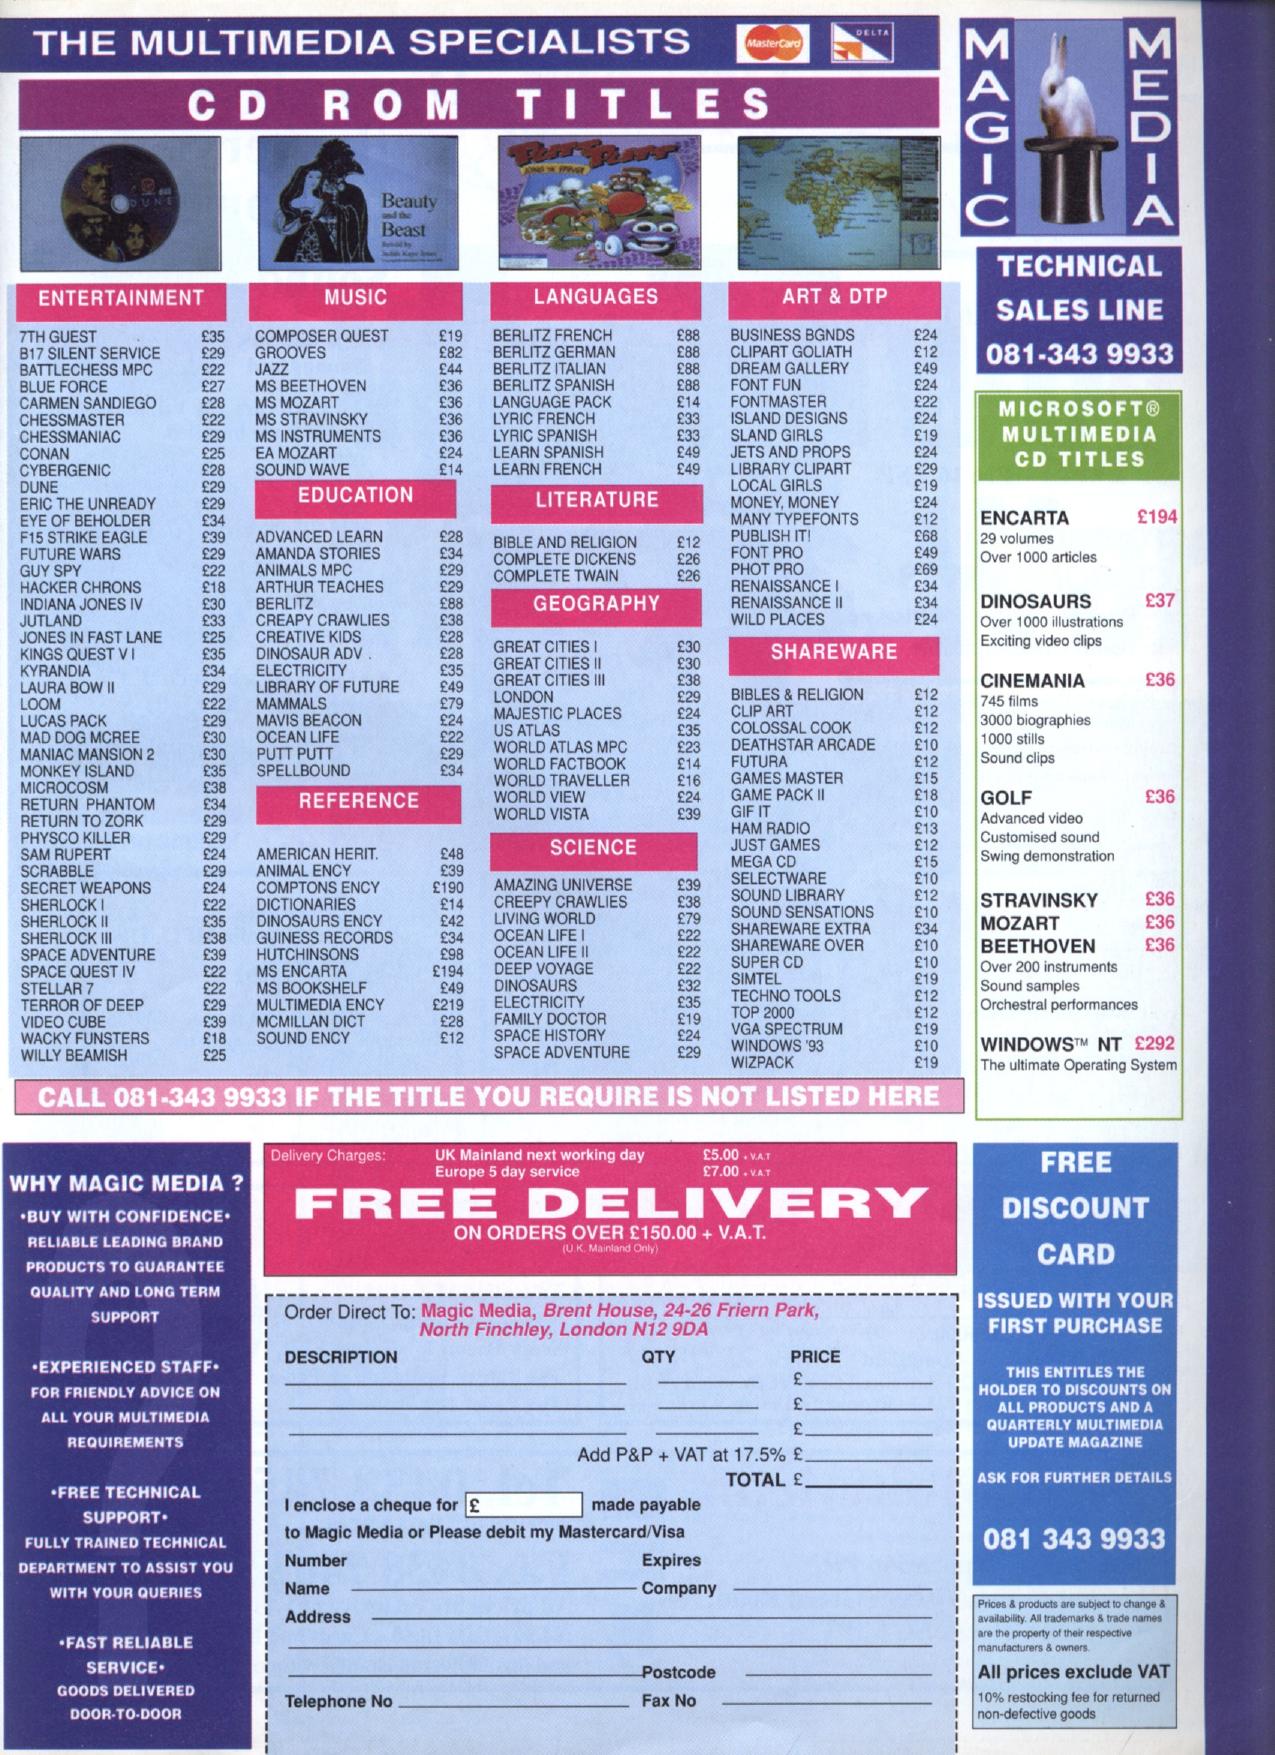 THE MULTIMEDIA SPECIALISTS
MasterCard
DELTA
CD ROM TITLES
MAGIC
MEDIA
DUNE
Beauty
and the
Beast
Retold by
Putt-Putt
JOINS THE PARADE
TECHNICAL
SALES LINE
081-343 9933
ENTERTAINMENT
7TH GUEST £35
B17 SILENT SERVICE £29
BATTLECHESS MPC £22
BLUE FORCE £27
CARMEN SANDIEGO £28
CHESSMASTER £22
CHESSMANIAC £29
CONAN £25
CYBERGENIC £28
DUNE £29
ERIC THE UNREADY £29
EYE OF BEHOLDER £34
F15 STRIKE EAGLE £39
FUTURE WARS £29
GUY SPY £22
HACKER CHRONS £18
INDIANA JONES IV £30
JUTLAND £33
JONES IN FAST LANE £25
KINGS QUEST V I £35
KYRANDIA £34
LAURA BOW II £29
LOOM £22
LUCAS PACK £29
MAD DOG MCREE £30
MANIAC MANSION 2 £30
MONKEY ISLAND £35
MICROCOSM £38
RETURN PHANTOM £34
RETURN TO ZORK £29
PHYSCO KILLER £29
SAM RUPERT £24
SCRABBLE £29
SECRET WEAPONS £24
SHERLOCK I £22
SHERLOCK II £35
SHERLOCK III £38
SPACE ADVENTURE £39
SPACE QUEST IV £22
STELLAR 7 £22
TERROR OF DEEP £29
VIDEO CUBE £39
WACKY FUNSTERS £18
WILLY BEAMISH £25
MUSIC
COMPOSER QUEST £19
GROOVES £82
JAZZ £44
MS BEETHOVEN £36
MS MOZART £36
MS STRAVINSKY £36
MS INSTRUMENTS £36
EA MOZART £24
SOUND WAVE £14
EDUCATION
ADVANCED LEARN £28
AMANDA STORIES £34
ANIMALS MPC £29
ARTHUR TEACHES £29
BERLITZ £88
CREAPY CRAWLIES £38
CREATIVE KIDS £28
DINOSAUR ADV . £28
ELECTRICITY £35
LIBRARY OF FUTURE £49
MAMMALS £79
MAVIS BEACON £24
OCEAN LIFE £22
PUTT PUTT £29
SPELLBOUND £34
REFERENCE
AMERICAN HERIT. £48
ANIMAL ENCY £39
COMPTONS ENCY £190
DICTIONARIES £14
DINOSAURS ENCY £42
GUINESS RECORDS £34
HUTCHINSONS £98
MS ENCARTA £194
MS BOOKSHELF £49
MULTIMEDIA ENCY £219
MCMILLAN DICT £28
SOUND ENCY £12
LANGUAGES
BERLITZ FRENCH £88
BERLITZ GERMAN £88
BERLITZ ITALIAN £88
BERLITZ SPANISH £88
LANGUAGE PACK £14
LYRIC FRENCH £33
LYRIC SPANISH £33
LEARN SPANISH £49
LEARN FRENCH £49
LITERATURE
BIBLE AND RELIGION £12
COMPLETE DICKENS £26
COMPLETE TWAIN £26
GEOGRAPHY
GREAT CITIES I £30
GREAT CITIES II £30
GREAT CITIES III £38
LONDON £29
MAJESTIC PLACES £24
US ATLAS £35
WORLD ATLAS MPC £23
WORLD FACTBOOK £14
WORLD TRAVELLER £16
WORLD VIEW £24
WORLD VISTA £39
SCIENCE
AMAZING UNIVERSE £39
CREEPY CRAWLIES £38
LIVING WORLD £79
OCEAN LIFE I £22
OCEAN LIFE II £22
DEEP VOYAGE £22
DINOSAURS £32
ELECTRICITY £35
FAMILY DOCTOR £19
SPACE HISTORY £24
SPACE ADVENTURE £29
ART & DTP
BUSINESS BGNDS £24
CLIPART GOLIATH £12
DREAM GALLERY £49
FONT FUN £24
FONTMASTER £22
ISLAND DESIGNS £24
SLAND GIRLS £19
JETS AND PROPS £24
LIBRARY CLIPART £29
LOCAL GIRLS £19
MONEY, MONEY £24
MANY TYPEFONTS £12
PUBLISH IT! £68
FONT PRO £49
PHOT PRO £69
RENAISSANCE I £34
RENAISSANCE II £34
WILD PLACES £24
SHAREWARE
BIBLES & RELIGION £12
CLIP ART £12
COLOSSAL COOK £12
DEATHSTAR ARCADE £10
FUTURA £12
GAMES MASTER £15
GAME PACK II £18
GIF IT £10
HAM RADIO £13
JUST GAMES £12
MEGA CD £15
SELECTWARE £10
SOUND LIBRARY £12
SOUND SENSATIONS £10
SHAREWARE EXTRA £34
SHAREWARE OVER £10
SUPER CD £10
SIMTEL £19
TECHNO TOOLS £12
TOP 2000 £12
VGA SPECTRUM £19
WINDOWS '93 £10
WIZPACK £19
MICROSOFT®
MULTIMEDIA
CD TITLES
ENCARTA £194
29 volumes
Over 1000 articles
DINOSAURS £37
Over 1000 illustrations
Exciting video clips
CINEMANIA £36
745 films
3000 biographies
1000 stills
Sound clips
GOLF £36
Advanced video
Customised sound
Swing demonstration
STRAVINSKY £36
MOZART £36
BEETHOVEN £36
Over 200 instruments
Sound samples
Orchestral performances
WINDOWS™ NT £292
The ultimate Operating System
CALL 081-343 9933 IF THE TITLE YOU REQUIRE IS NOT LISTED HERE
WHY MAGIC MEDIA ?
•BUY WITH CONFIDENCE•
RELIABLE LEADING BRAND
PRODUCTS TO GUARANTEE
QUALITY AND LONG TERM
SUPPORT
•EXPERIENCED STAFF•
FOR FRIENDLY ADVICE ON
ALL YOUR MULTIMEDIA
REQUIREMENTS
•FREE TECHNICAL
SUPPORT•
FULLY TRAINED TECHNICAL
DEPARTMENT TO ASSIST YOU
WITH YOUR QUERIES
•FAST RELIABLE
SERVICE•
GOODS DELIVERED
DOOR-TO-DOOR
Delivery Charges: UK Mainland next working day £5.00 + V.A.T
Europe 5 day service £7.00 + V.A.T
FREE DELIVERY
ON ORDERS OVER £150.00 + V.A.T.
(U.K. Mainland Only)
Order Direct To: Magic Media, Brent House, 24-26 Friern Park,
North Finchley, London N12 9DA
DESCRIPTION QTY PRICE
£
£
£
Add P&P + VAT at 17.5% £
TOTAL £
I enclose a cheque for £ made payable
to Magic Media or Please debit my Mastercard/Visa
Number Expires
Name Company
Address
Postcode
Telephone No Fax No
FREE
DISCOUNT
CARD
ISSUED WITH YOUR
FIRST PURCHASE
THIS ENTITLES THE
HOLDER TO DISCOUNTS ON
ALL PRODUCTS AND A
QUARTERLY MULTIMEDIA
UPDATE MAGAZINE
ASK FOR FURTHER DETAILS
081 343 9933
Prices & products are subject to change &
availability. All trademarks & trade names
are the property of their respective
manufacturers & owners.
All prices exclude VAT
10% restocking fee for returned
non-defective goods